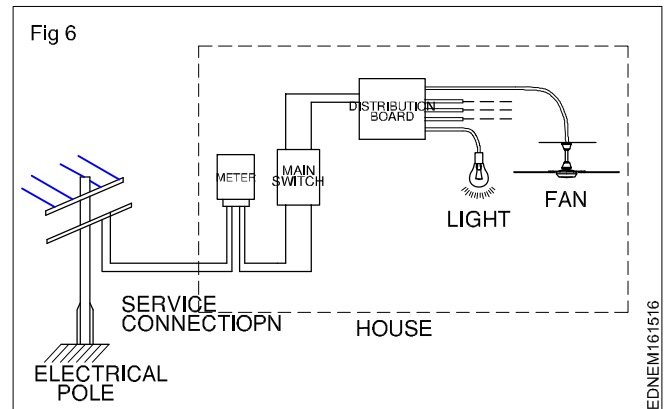 Fig 6
DISTRIBUTION
BOARD
METER
MAIN
SWITCH
LIGHT
FAN
SERVICE
CONNECTIOPN
HOUSE
ELECTRICAL
POLE
EDNEM161516